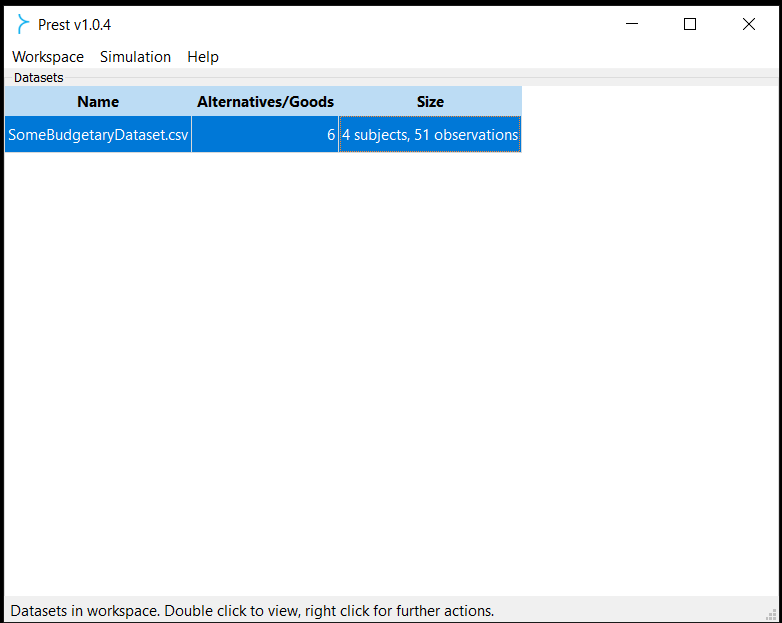 Prest v1.0.4
Workspace Simulation Help
Datasets
Name Alternatives/Goods Size
SomeBudgetaryDataset.csv 6 4 subjects, 51 observations
Datasets in workspace. Double click to view, right click for further actions.